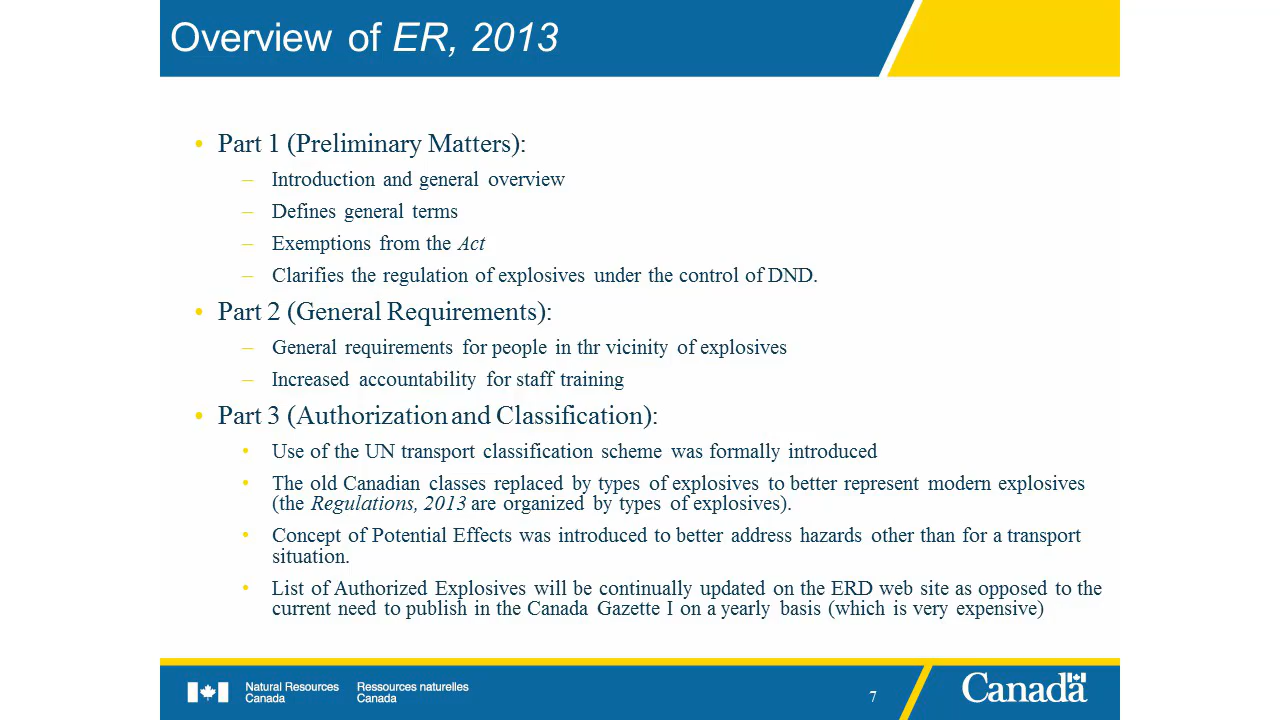 Overview of ER, 2013
• Part 1 (Preliminary Matters):
– Introduction and general overview
– Defines general terms
– Exemptions from the Act
– Clarifies the regulation of explosives under the control of DND.
• Part 2 (General Requirements):
– General requirements for people in thr vicinity of explosives
– Increased accountability for staff training
• Part 3 (Authorization and Classification):
• Use of the UN transport classification scheme was formally introduced
• The old Canadian classes replaced by types of explosives to better represent modern explosives
(the Regulations, 2013 are organized by types of explosives).
• Concept of Potential Effects was introduced to better address hazards other than for a transport
situation.
• List of Authorized Explosives will be continually updated on the ERD web site as opposed to the
current need to publish in the Canada Gazette I on a yearly basis (which is very expensive)
Natural Resources Canada
Ressources naturelles Canada
7
Canada